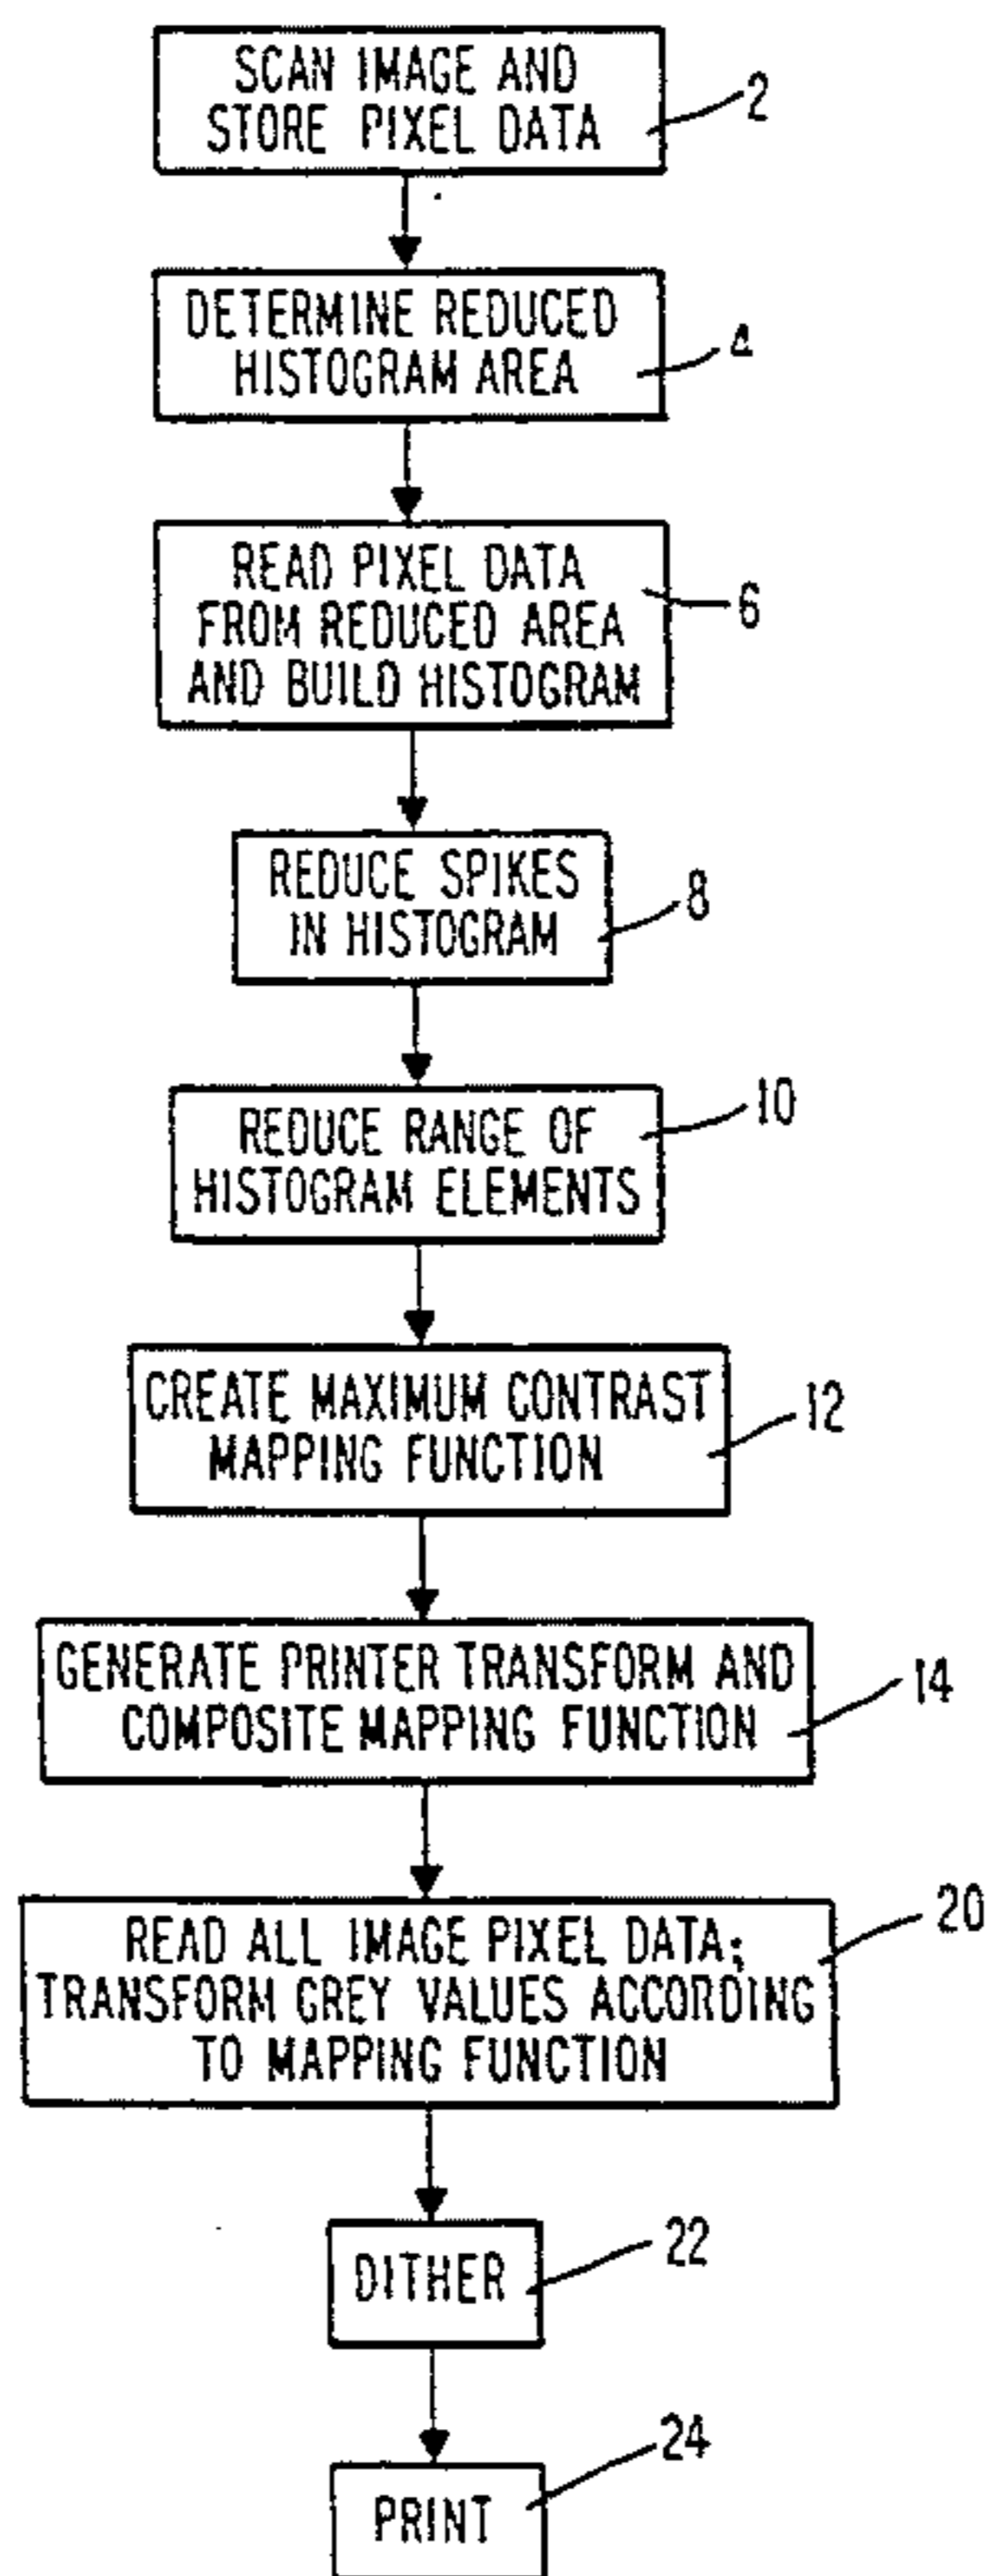 SCAN IMAGE AND
STORE PIXEL DATA
2
DETERMINE REDUCED
HISTOGRAM AREA
4
READ PIXEL DATA
FROM REDUCED AREA
AND BUILD HISTOGRAM
6
REDUCE SPIKES
IN HISTOGRAM
8
REDUCE RANGE OF
HISTOGRAM ELEMENTS
10
CREATE MAXIMUM CONTRAST
MAPPING FUNCTION
12
GENERATE PRINTER TRANSFORM AND
COMPOSITE MAPPING FUNCTION
14
READ ALL IMAGE PIXEL DATA;
TRANSFORM GREY VALUES ACCORDING
TO MAPPING FUNCTION
20
DITHER
22
PRINT
24